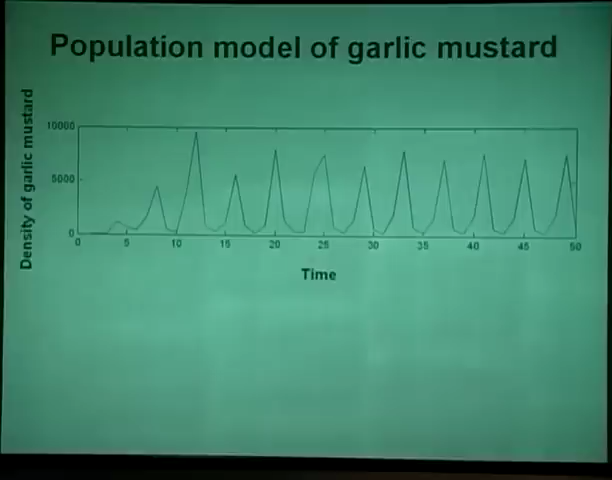 Population model of garlic mustard
Density of garlic mustard
10000
5000
0
0 5 10 15 20 25 30 35 40 45 50
Time